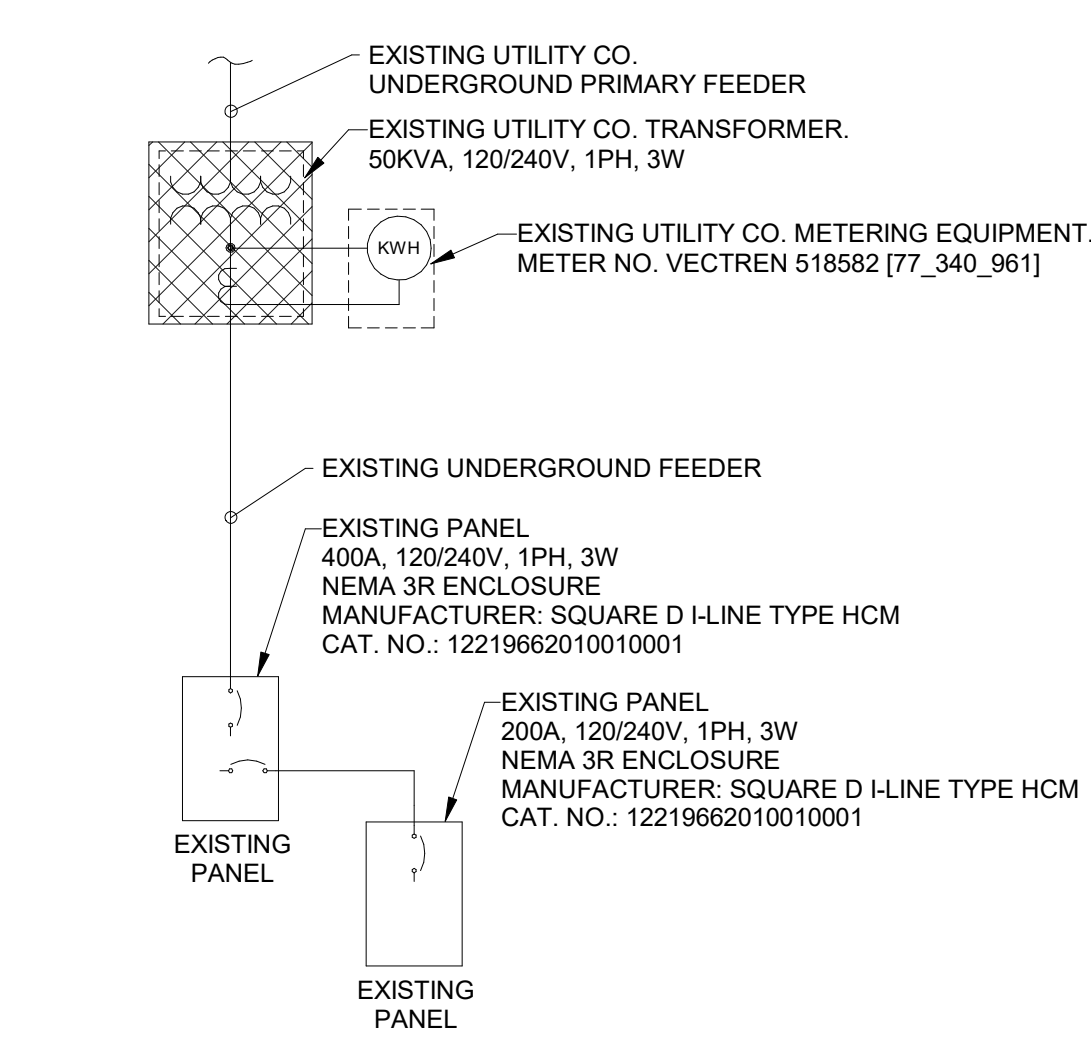 EXISTING UTILITY CO.
UNDERGROUND PRIMARY FEEDER
EXISTING UTILITY CO. TRANSFORMER.
50KVA, 120/240V, 1PH, 3W
KWH
EXISTING UTILITY CO. METERING EQUIPMENT.
METER NO. VECTREN 518582 [77_340_961]
EXISTING UNDERGROUND FEEDER
EXISTING PANEL
400A, 120/240V, 1PH, 3W
NEMA 3R ENCLOSURE
MANUFACTURER: SQUARE D I-LINE TYPE HCM
CAT. NO.: 12219662010010001
EXISTING PANEL
200A, 120/240V, 1PH, 3W
NEMA 3R ENCLOSURE
MANUFACTURER: SQUARE D I-LINE TYPE HCM
CAT. NO.: 12219662010010001
EXISTING
PANEL
EXISTING
PANEL